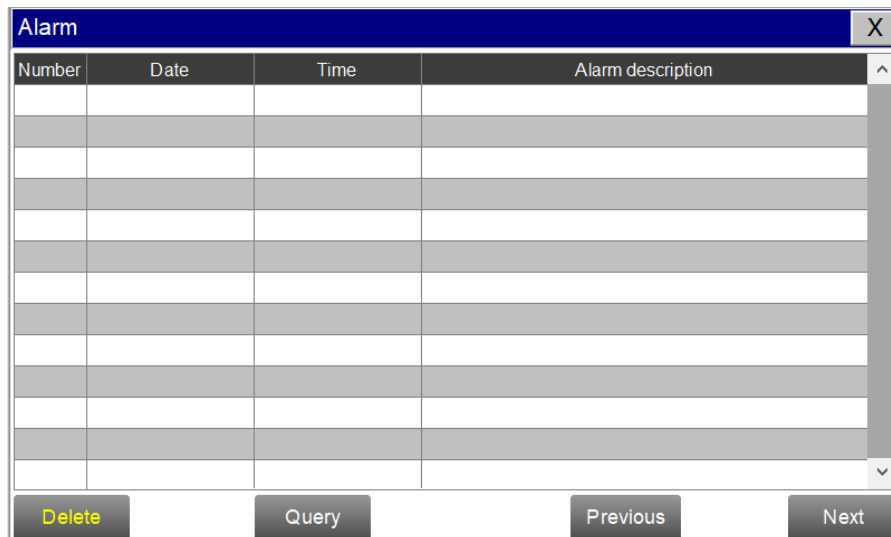 Alarm X
Number Date Time Alarm description
Delete Query Previous Next